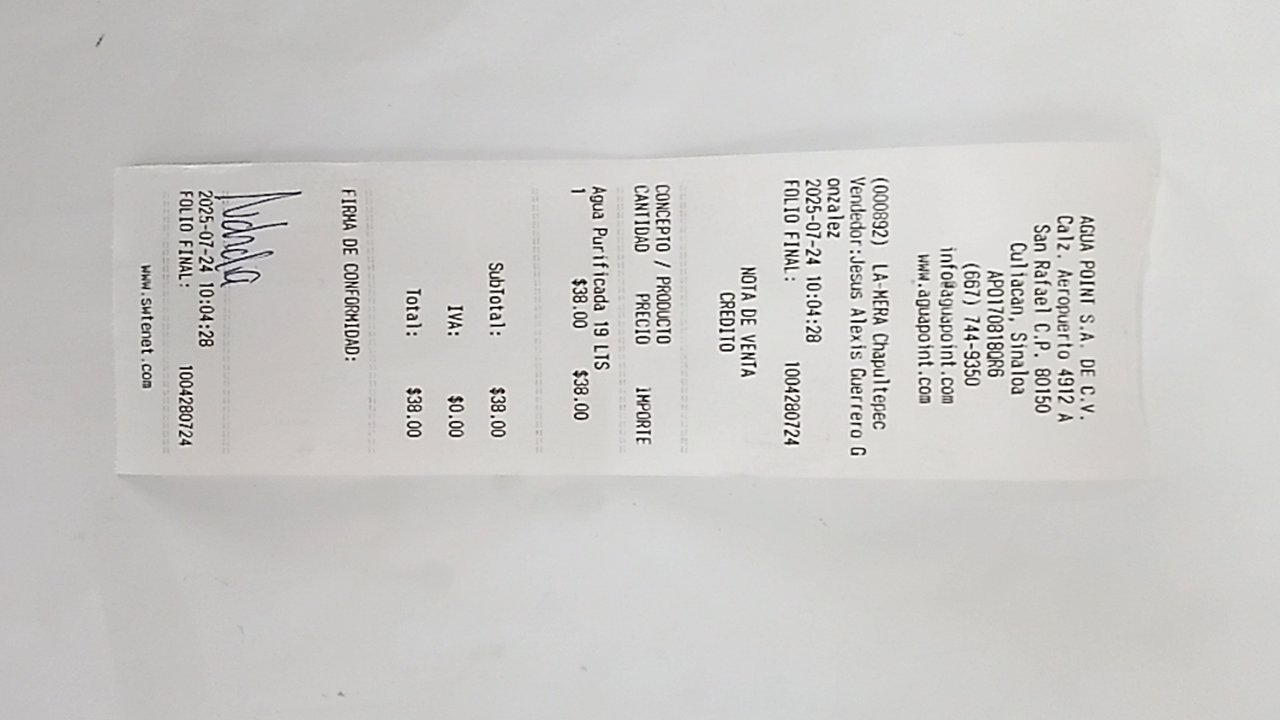 AGUA POINT S.A. DE C.V.
Calz. Aeropuerto 4912 A
San Rafael C.P. 80150
Culiacan, Sinaloa
APO170818QR6
(667) 744-9350
info@aguapoint.com
www.aguapoint.com
(000892) LA-MERA Chapultepec
Vendedor:Jesus Alexis Guerrero G
onzalez
2025-07-24 10:04:28
FOLIO FINAL: 1004280724
NOTA DE VENTA
CREDITO
CONCEPTO / PRODUCTO
CANTIDAD PRECIO IMPORTE
Agua Purificada 19 LTS
1 $38.00 $38.00
SubTotal: $38.00
IVA: $0.00
Total: $38.00
FIRMA DE CONFORMIDAD:
2025-07-24 10:04:28
FOLIO FINAL: 1004280724
www.swtenet.com